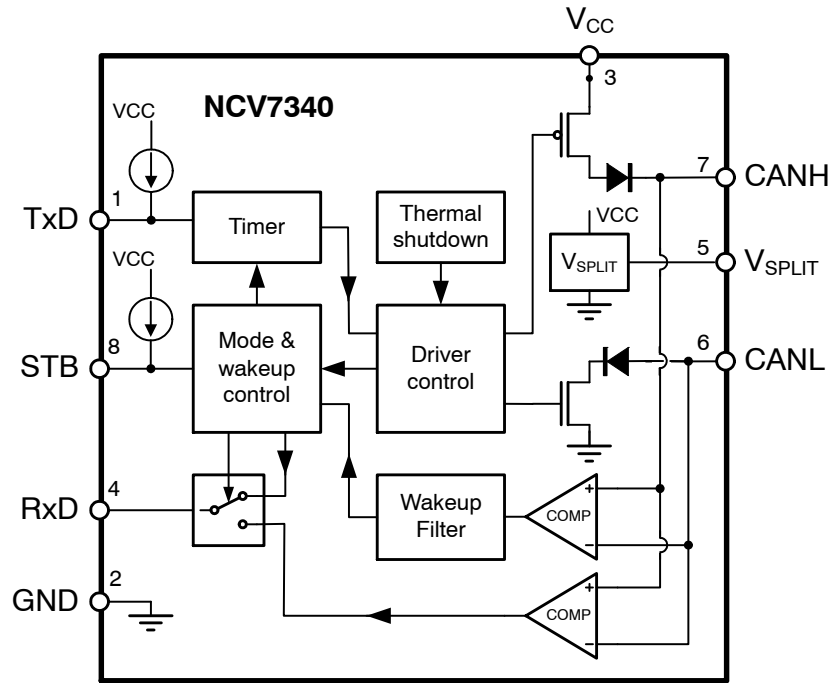 VCC
3
NCV7340
VCC
1
TxD
Timer
Thermal
shutdown
7
CANH
VCC
VSPLIT
5
VSPLIT
VCC
8
STB
Mode &
wakeup
control
Driver
control
6
CANL
4
RxD
Wakeup
Filter
+
COMP
−
2
GND
+
COMP
−